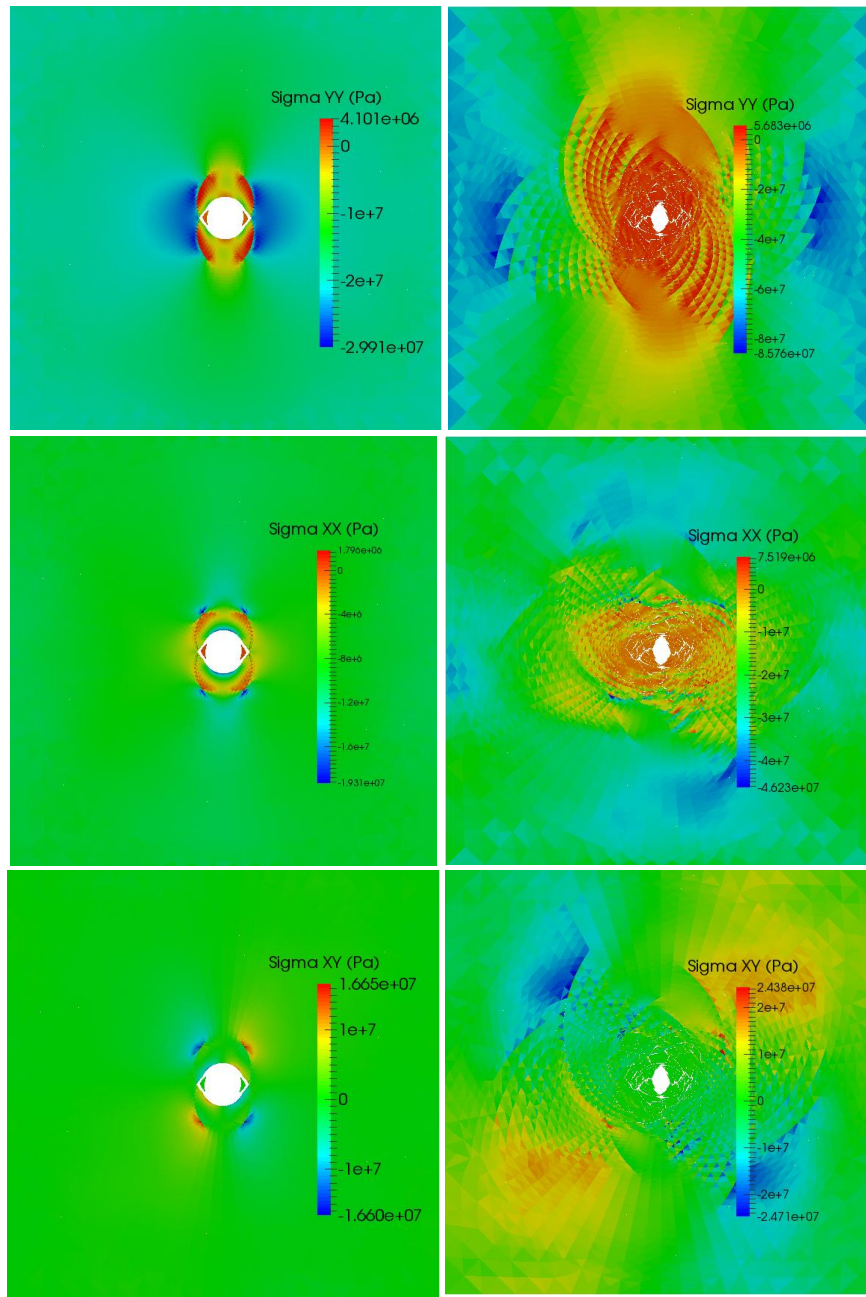 Sigma YY (Pa)
4.101e+06
0
-1e+7
-2e+7
-2.991e+07
Sigma YY (Pa)
5.683e+06
0
-2e+7
-4e+7
-6e+7
-8e+7
-8.576e+07
Sigma XX (Pa)
1.796e+06
0
-4e+6
-8e+6
-1.2e+7
-1.6e+7
-1.931e+07
Sigma XX (Pa)
7.519e+06
0
-1e+7
-2e+7
-3e+7
-4e+7
-4.623e+07
Sigma XY (Pa)
1.665e+07
1e+7
0
-1e+7
-1.660e+07
Sigma XY (Pa)
2.438e+07
2e+7
1e+7
0
-1e+7
-2e+7
-2.471e+07